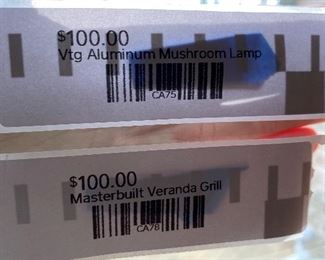 $100.00
Vtg Aluminum Mushroom Lamp
CA75
$100.00
Masterbuilt Veranda Grill
CA78